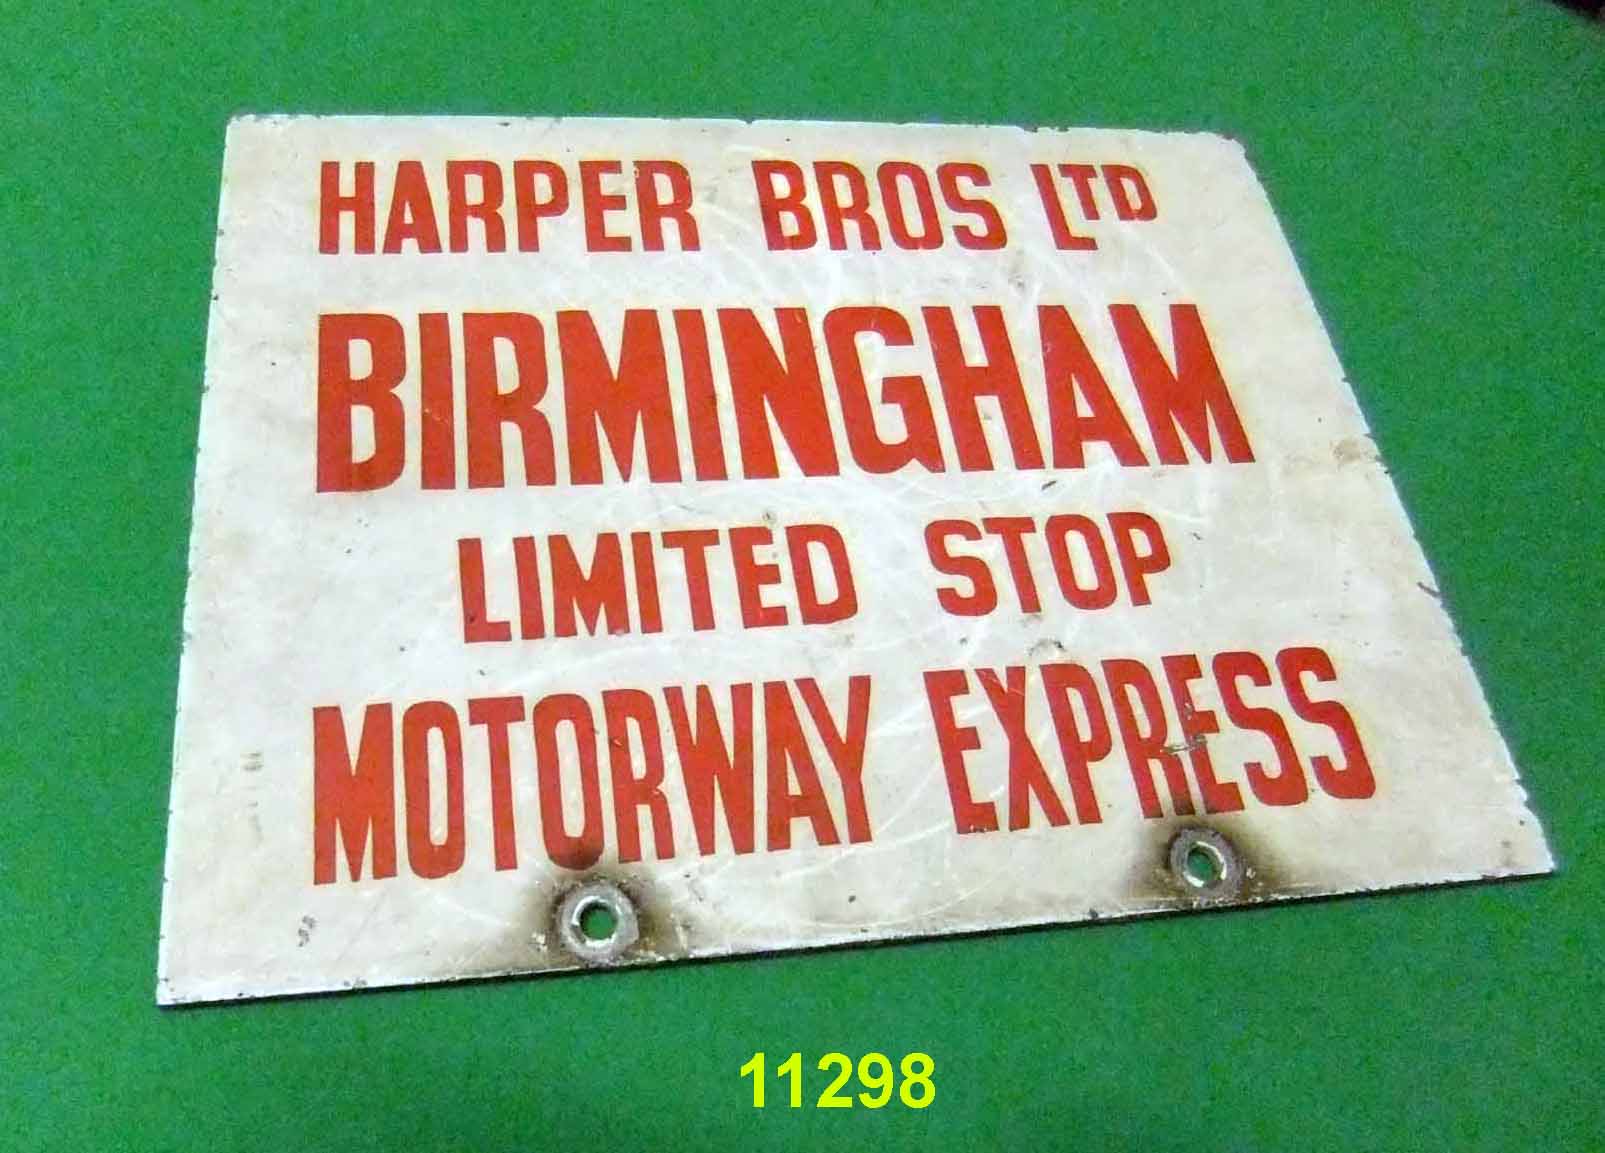 HARPER BROS LTD
BIRMINGHAM
LIMITED STOP
MOTORWAY EXPRESS
11298